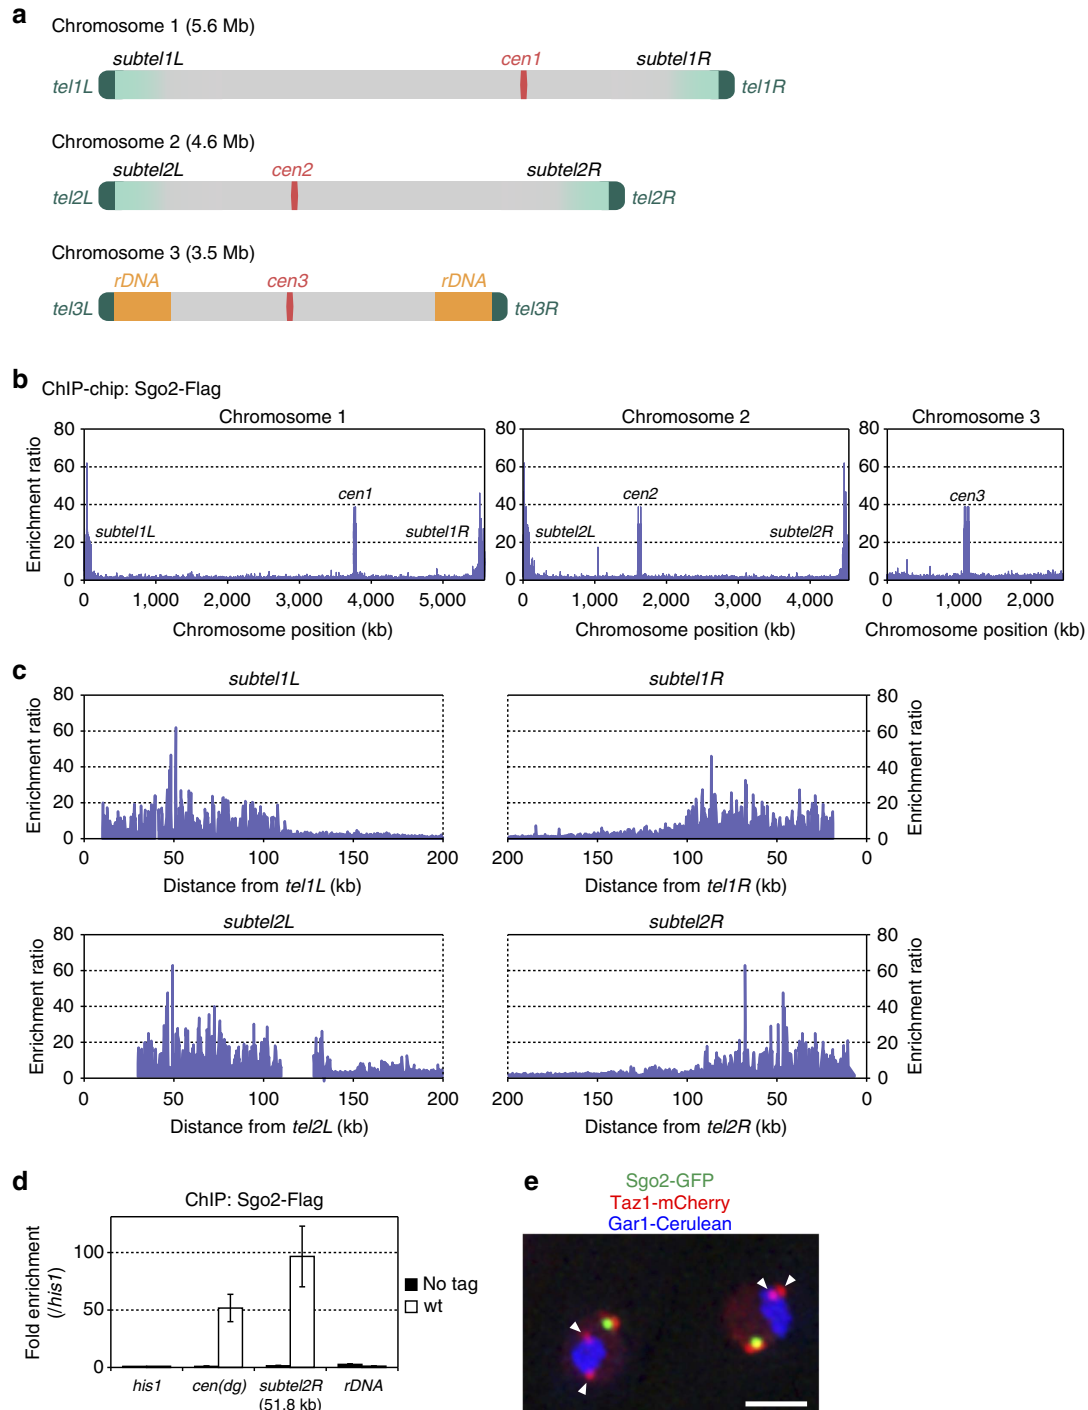 a
Chromosome 1 (5.6 Mb)
subtel1L cen1 subtel1R
tel1L tel1R
Chromosome 2 (4.6 Mb)
subtel2L cen2 subtel2R
tel2L tel2R
Chromosome 3 (3.5 Mb)
rDNA cen3 rDNA
tel3L tel3R
b ChIP-chip: Sgo2-Flag
Chromosome 1 Chromosome 2 Chromosome 3
80 80 80
60 60 60
40 cen1 40 cen2 40 cen3
20 subtel1L subtel1R 20 subtel2L subtel2R 20
0 0 0
Enrichment ratio
0 1,000 2,000 3,000 4,000 5,000 0 1,000 2,000 3,000 4,000 0 1,000 2,000
Chromosome position (kb) Chromosome position (kb) Chromosome position (kb)
c
subtel1L subtel1R
80 80
60 60
40 40
20 20
0 0
Enrichment ratio Enrichment ratio
0 50 100 150 200 200 150 100 50 0
Distance from tel1L (kb) Distance from tel1R (kb)
subtel2L subtel2R
80 80
60 60
40 40
20 20
0 0
Enrichment ratio Enrichment ratio
0 50 100 150 200 200 150 100 50 0
Distance from tel2L (kb) Distance from tel2R (kb)
d
ChIP: Sgo2-Flag
100
50
0
Fold enrichment
(/his1)
No tag
wt
his1 cen(dg) subtel2R rDNA
(51.8 kb)
e
Sgo2-GFP
Taz1-mCherry
Gar1-Cerulean